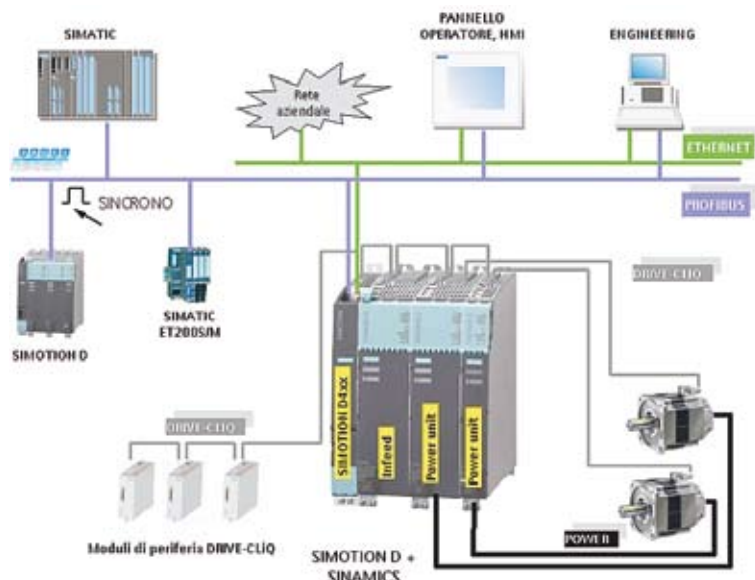 SIMATIC
PANNELLO
OPERATORE, HMI
ENGINEERING
Rete
aziendale
ETHERNET
PROFIBUS
SINCRONO
DRIVE-CLiQ
SIMATIC
ET200S/M
SIMOTION D
SIMOTION D4xx
Infeed
Power unit
Power unit
DRIVE-CLiQ
Moduli di periferia DRIVE-CLiQ
POWER
SIMOTION D +
SINAMICS